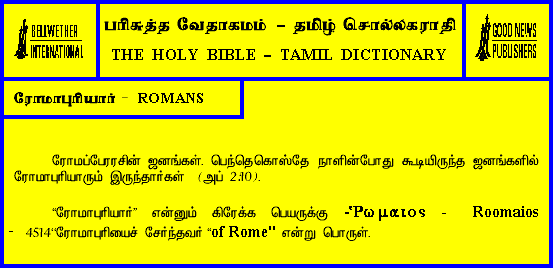 BELLWETHER
INTERNATIONAL
பரிசுத்த வேதாகமம் – தமிழ் சொல்லகராதி
THE HOLY BIBLE – TAMIL DICTIONARY
GOOD NEWS
PUBLISHERS
ரோமாபுரியார் - ROMANS
ரோமப்பேரரசின் ஜனங்கள். பெந்தெகொஸ்தே நாளின்போது கூடியிருந்த ஜனங்களில்
ரோமாபுரியாரும் இருந்தார்கள் (அப் 2:10).
“ரோமாபுரியார்” என்னும் கிரேக்க பெயருக்கு -Ῥωματος - Roomaios
- 4514“ரோமாபுரியைச் சேர்ந்தவர் “of Rome" என்று பொருள்.